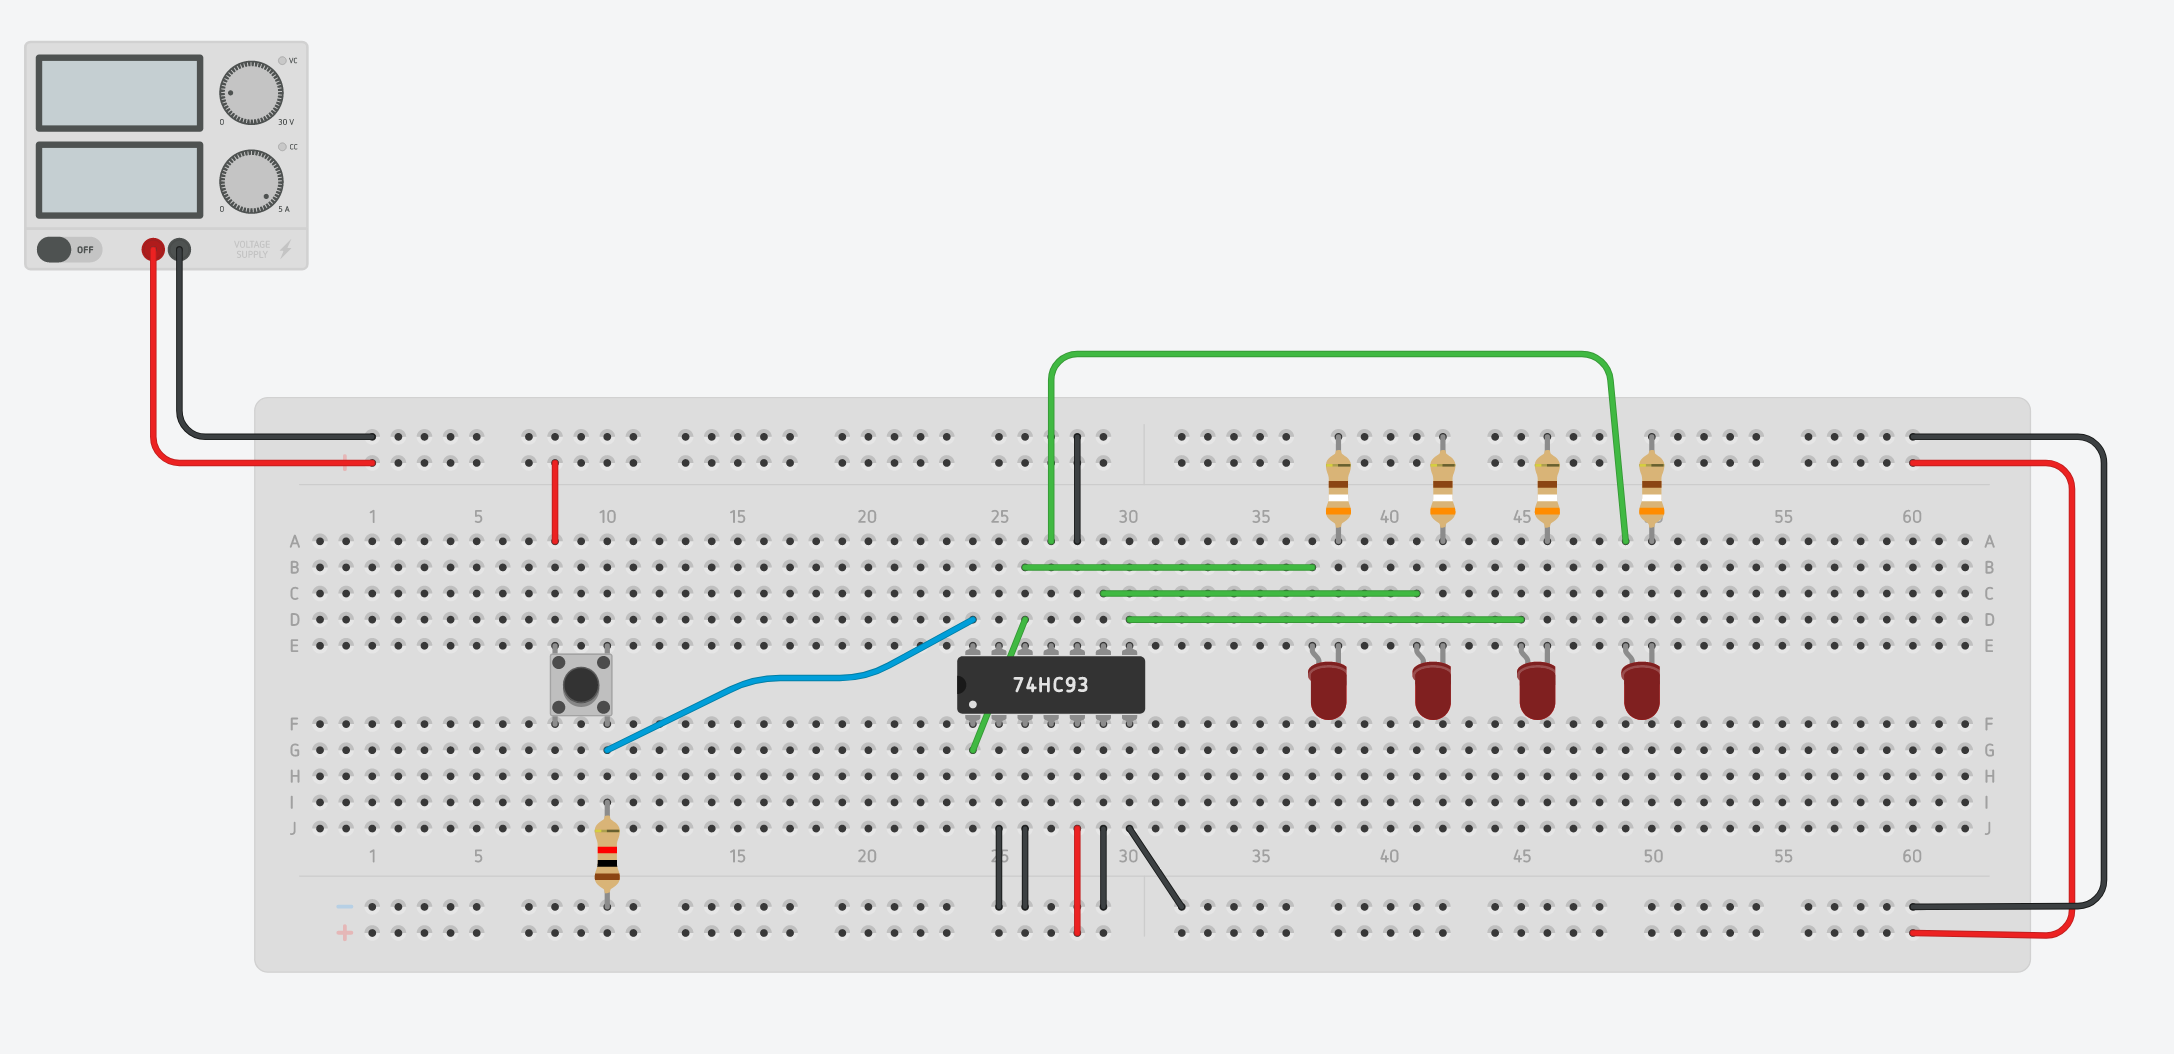 VC
0 30 V
CC
0 5 A
OFF
VOLTAGE
SUPPLY
+
1 5 10 15 20 25 30 35 40 45 55 60
A A
B B
C C
D D
E E
74HC93
F F
G G
H H
I I
J J
1 5 15 20 25 30 35 40 45 50 55 60
−
+